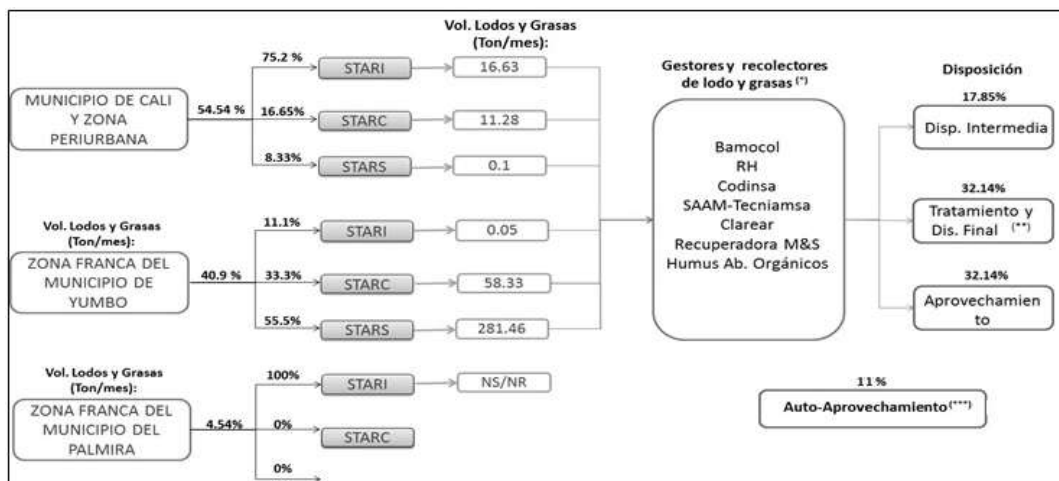 Vol. Lodos y Grasas
(Ton/mes):
75.2 %
STARI
16.63
MUNICIPIO DE CALI
Y ZONA
PERIURBANA
54.54 %
16.65%
STARC
11.28
8.33%
STARS
0.1
Vol. Lodos y Grasas
(Ton/mes):
ZONA FRANCA DEL
MUNICIPIO DE
YUMBO
40.9 %
11.1%
STARI
0.05
33.3%
STARC
58.33
55.5%
STARS
281.46
Vol. Lodos y Grasas
(Ton/mes):
ZONA FRANCA DEL
MUNICIPIO DEL
PALMIRA
4.54%
100%
STARI
NS/NR
0%
STARC
0%
Gestores y recolectores
de lodo y grasas (*)
Bamocol
RH
Codinsa
SAAM-Tecniamsa
Clarear
Recuperadora M&S
Humus Ab. Orgánicos
Disposición
17.85%
Disp. Intermedia
32.14%
Tratamiento y
Dis. Final (**)
32.14%
Aprovechamien
to
11 %
Auto-Aprovechamiento(***)